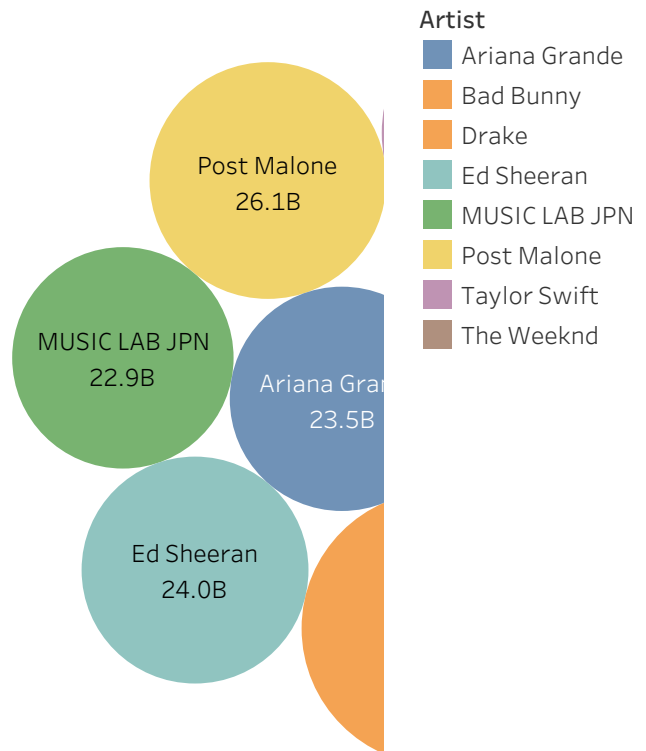 Artist
Ariana Grande
Bad Bunny
Drake
Ed Sheeran
MUSIC LAB JPN
Post Malone
Taylor Swift
The Weeknd
Post Malone
26.1B
MUSIC LAB JPN
22.9B
Ariana
23.5B
Ed Sheeran
24.0B